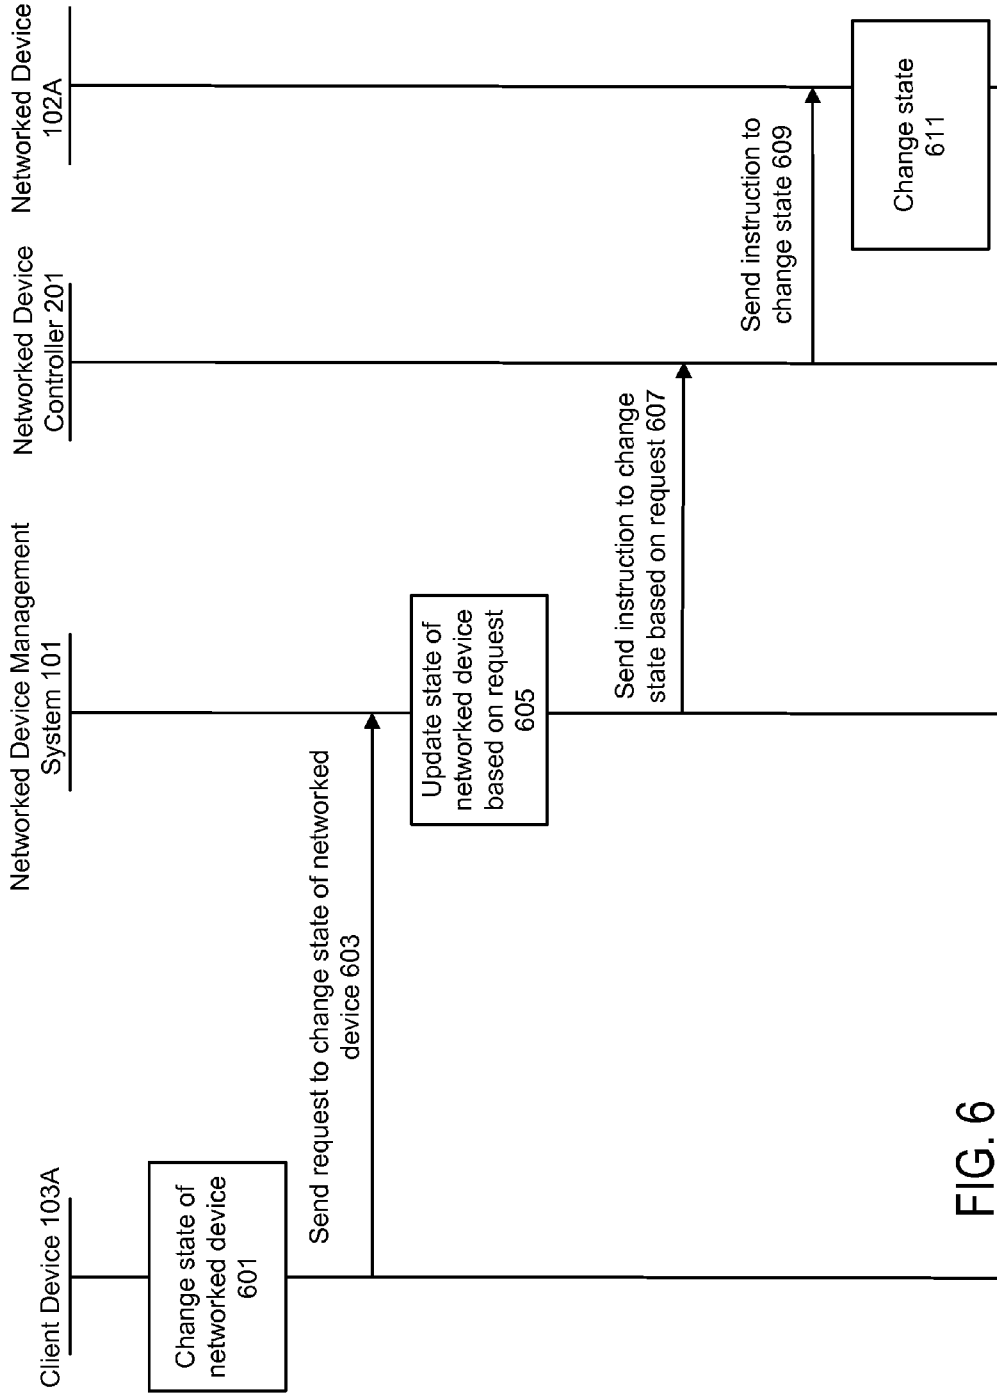 Client Device 103A
Networked Device Management
System 101
Networked Device
Controller 201
Networked Device
102A
Change state of
networked device
601
Send request to change state of networked
device 603
Update state of
networked device
based on request
605
Send instruction to change
state based on request 607
Send instruction to
change state 609
Change state
611
FIG. 6